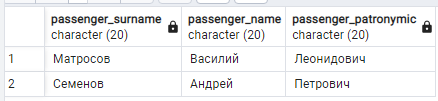 passenger_surname passenger_name passenger_patronymic
character (20) character (20) character (20)
1 Матросов Василий Леонидович
2 Семенов Андрей Петрович